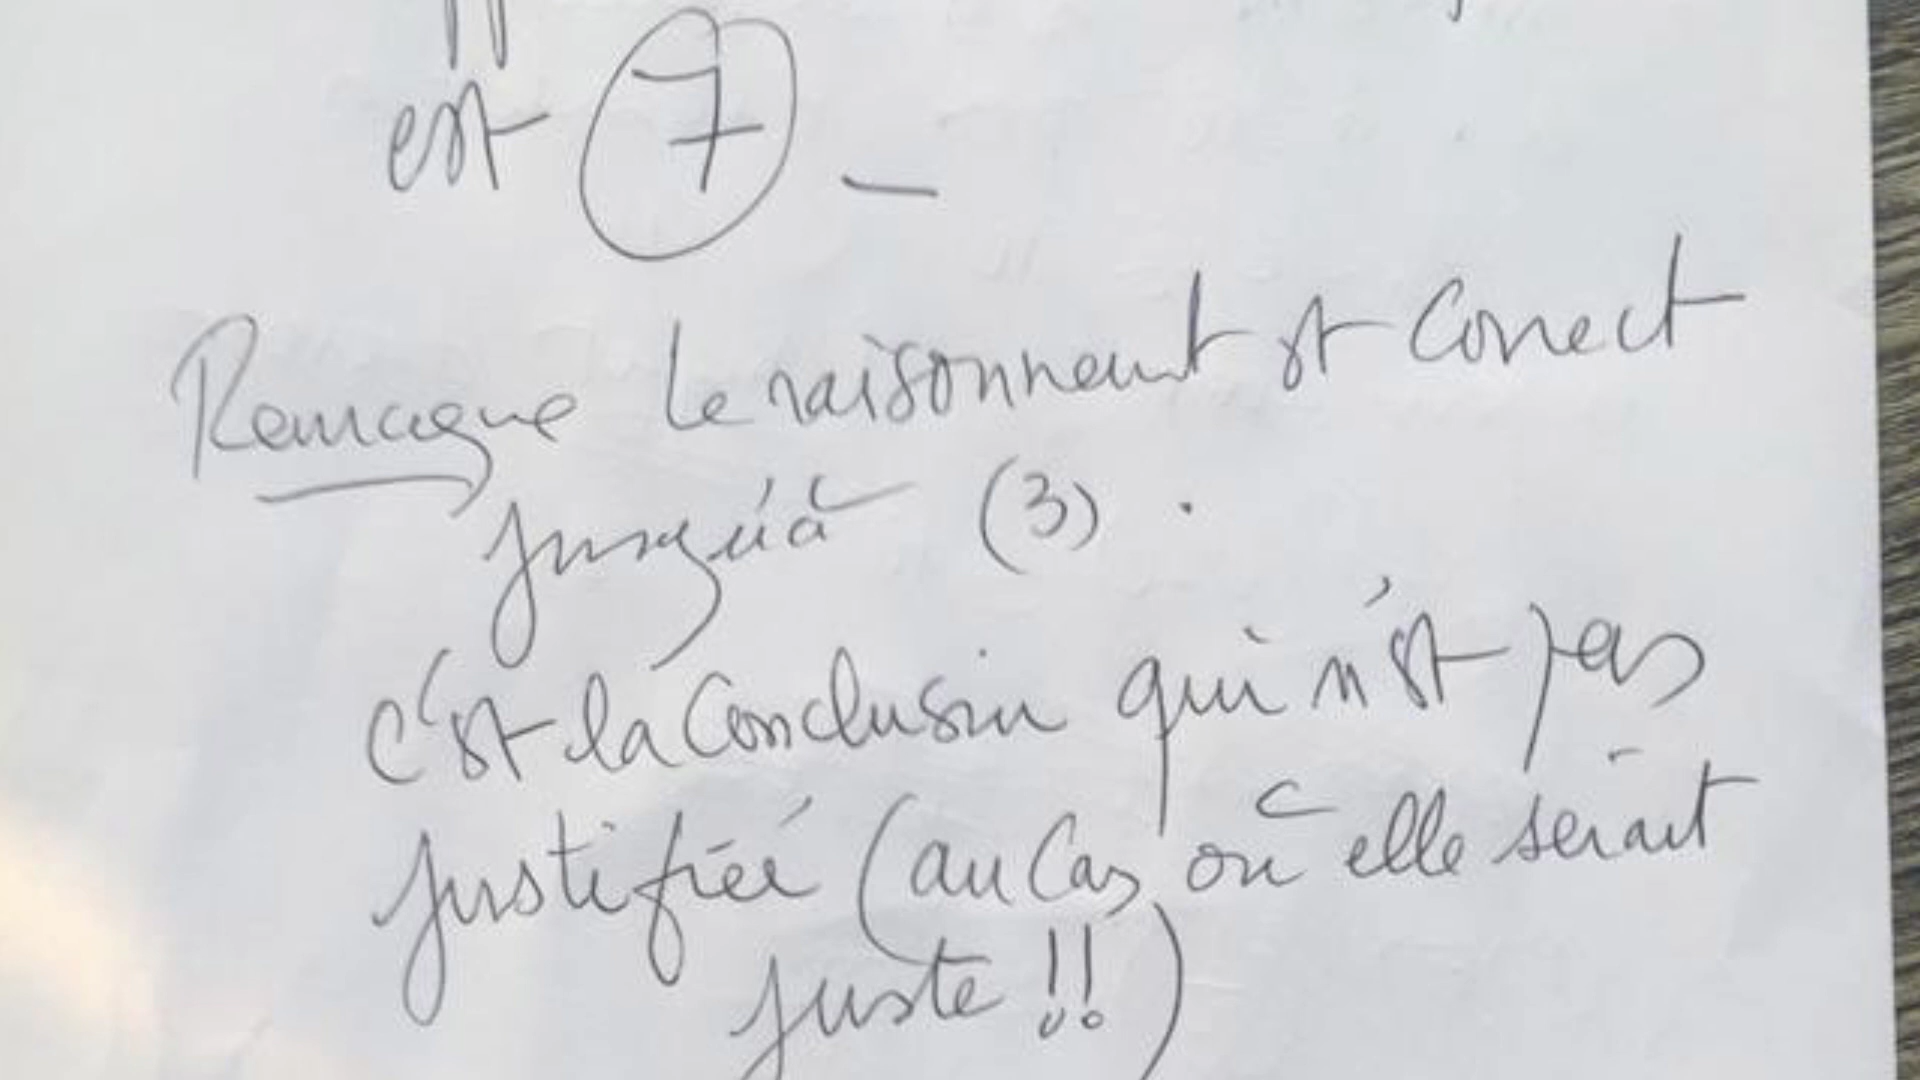 est 7 _
Remarque Le raisonnement est correct
jusqu'à (3).
c'est la conclusion qui n'est pas
justifiée (au cas où elle serait
juste !!)